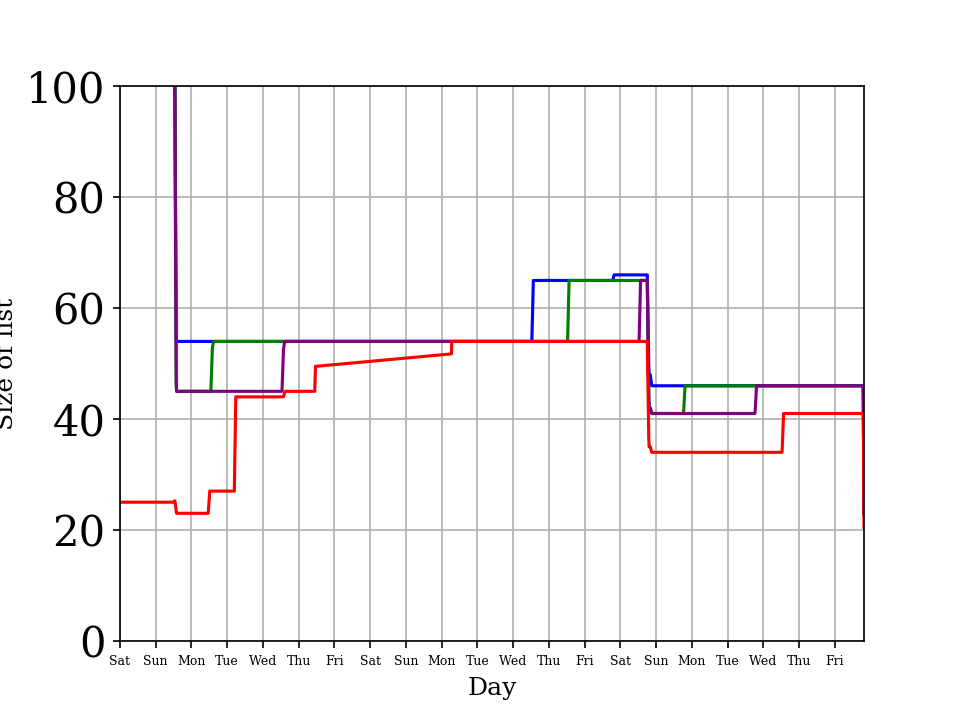 100
80
60
40
20
0
Size of list
Sat Sun Mon Tue Wed Thu Fri Sat Sun Mon Tue Wed Thu Fri Sat Sun Mon Tue Wed Thu Fri
Day